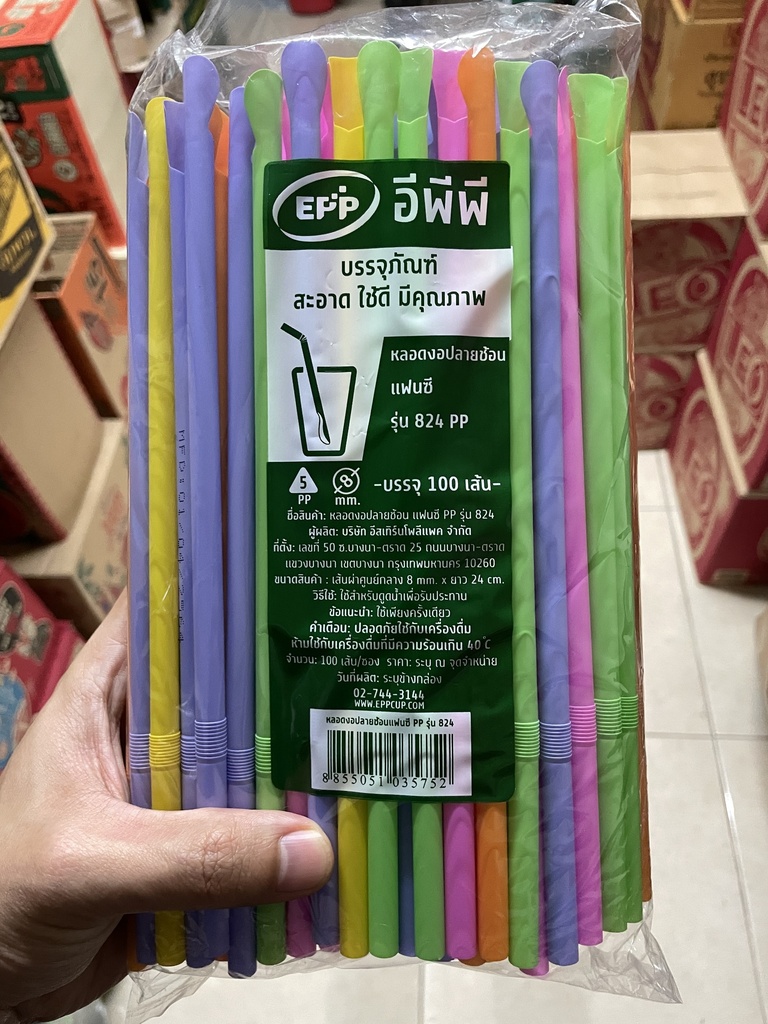 EPP อีพีพี
บรรจุภัณฑ์
สะอาด ใช้ดี มีคุณภาพ
หลอดงอปลายช้อน
แฟนซี
รุ่น 824 PP
5
PP
8
mm.
-บรรจุ 100 เส้น-
ชื่อสินค้า: หลอดงอปลายช้อน แฟนซี PP รุ่น 824
ผู้ผลิต: บริษัท อีสเทิร์นโพลีแพค จำกัด
ที่ตั้ง: เลขที่ 50 ซ.บางนา-ตราด 25 ถนนบางนา-ตราด
แขวงบางนา เขตบางนา กรุงเทพมหานคร 10260
ขนาดสินค้า : เส้นผ่าศูนย์กลาง 8 mm. x ยาว 24 cm.
วิธีใช้: ใช้สำหรับดูดน้ำเพื่อรับประทาน
ข้อแนะนำ: ใช้เพียงครั้งเดียว
คำเตือน: ปลอดภัยใช้กับเครื่องดื่ม
ห้ามใช้กับเครื่องดื่มที่มีความร้อนเกิน 40°C
จำนวน: 100 เส้น/ซอง ราคา: ระบุ ณ จุดจำหน่าย
วันที่ผลิต: ระบุข้างกล่อง
02-744-3144
WWW.EPPCUP.COM
หลอดงอปลายช้อนแฟนซี PP รุ่น 824
8 855051 035752
LEO